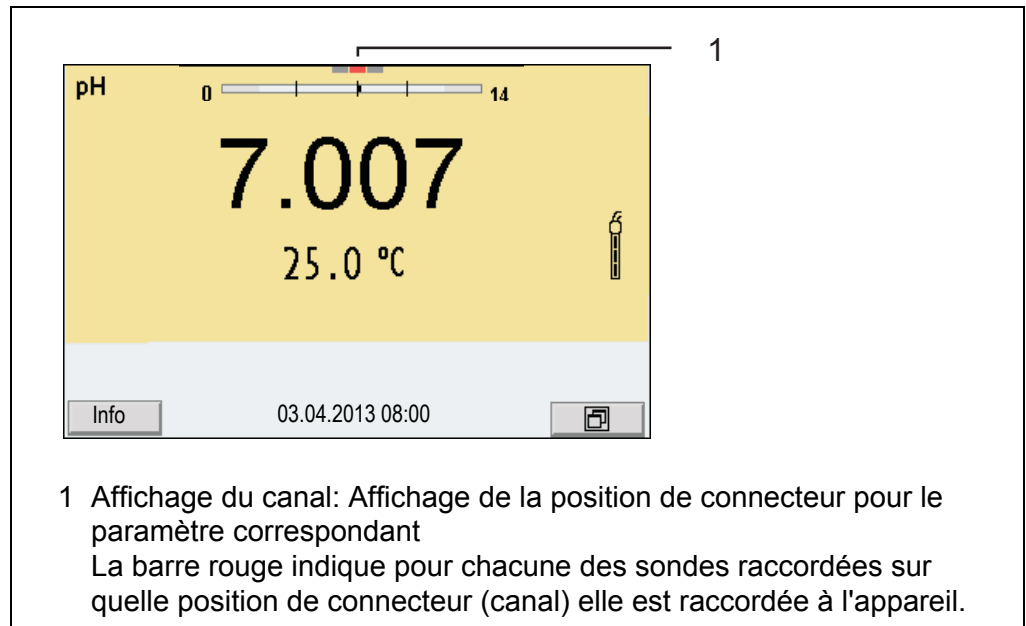 1
pH
0 14
7.007
25.0 °C
Info 03.04.2013 08:00
1 Affichage du canal: Affichage de la position de connecteur pour le
paramètre correspondant
La barre rouge indique pour chacune des sondes raccordées sur
quelle position de connecteur (canal) elle est raccordée à l'appareil.